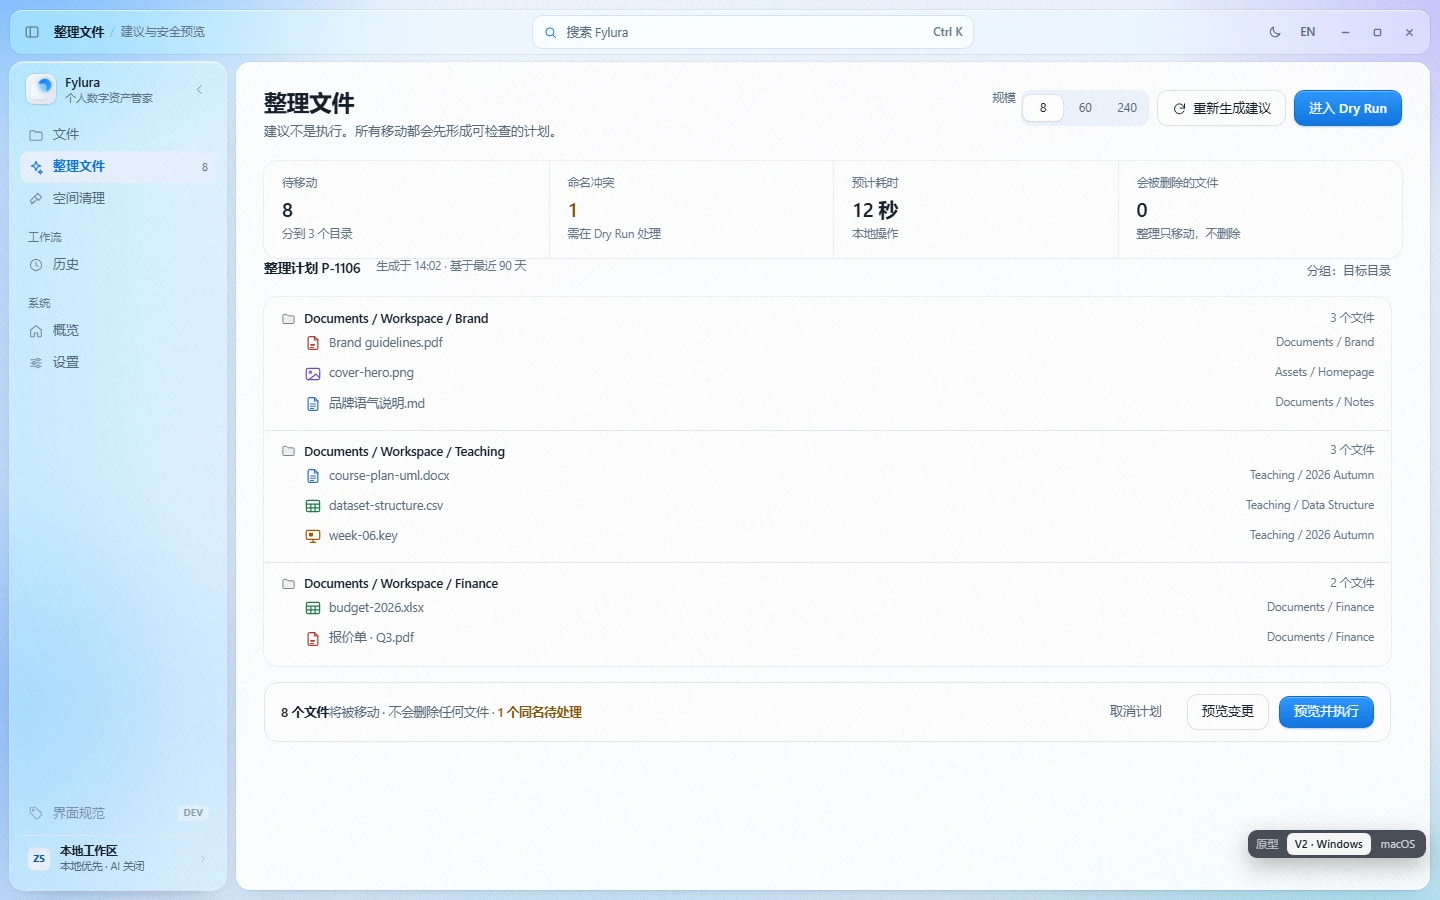 整理文件 / 建议与安全预览
搜索 Fylura
Ctrl K
EN
Fylura
个人数字资产管家
文件
整理文件
8
空间清理
工作流
历史
系统
概览
设置
界面规范
DEV
ZS
本地工作区
本地优先 · AI 关闭
整理文件
建议不是执行。所有移动都会先形成可检查的计划。
规模
8
60
240
重新生成建议
进入 Dry Run
待移动
8
分到 3 个目录
命名冲突
1
需在 Dry Run 处理
预计耗时
12 秒
本地操作
会被删除的文件
0
整理只移动，不删除
整理计划 P-1106
生成于 14:02 · 基于最近 90 天
分组：目标目录
Documents / Workspace / Brand
3 个文件
Brand guidelines.pdf
Documents / Brand
cover-hero.png
Assets / Homepage
品牌语气说明.md
Documents / Notes
Documents / Workspace / Teaching
3 个文件
course-plan-uml.docx
Teaching / 2026 Autumn
dataset-structure.csv
Teaching / Data Structure
week-06.key
Teaching / 2026 Autumn
Documents / Workspace / Finance
2 个文件
budget-2026.xlsx
Documents / Finance
报价单 · Q3.pdf
Documents / Finance
8 个文件将被移动 · 不会删除任何文件 · 1 个同名待处理
取消计划
预览变更
预览并执行
原型
V2 · Windows
macOS